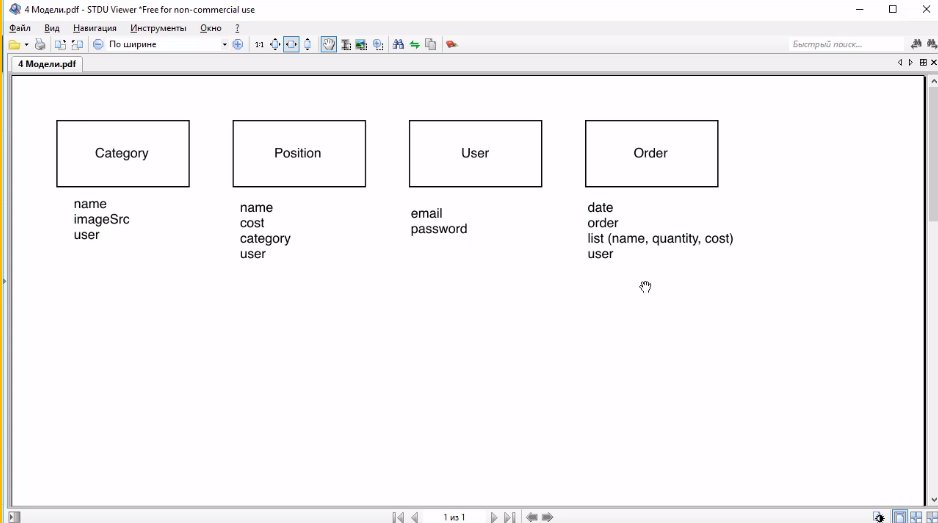 4 Модели.pdf - STDU Viewer *Free for non-commercial use
Файл Вид Навигация Инструменты Окно ?
По ширине 1:1 Быстрый поиск...
4 Модели.pdf
Category Position User Order
name
imageSrc
user
name
cost
category
user
email
password
date
order
list (name, quantity, cost)
user
1 из 1